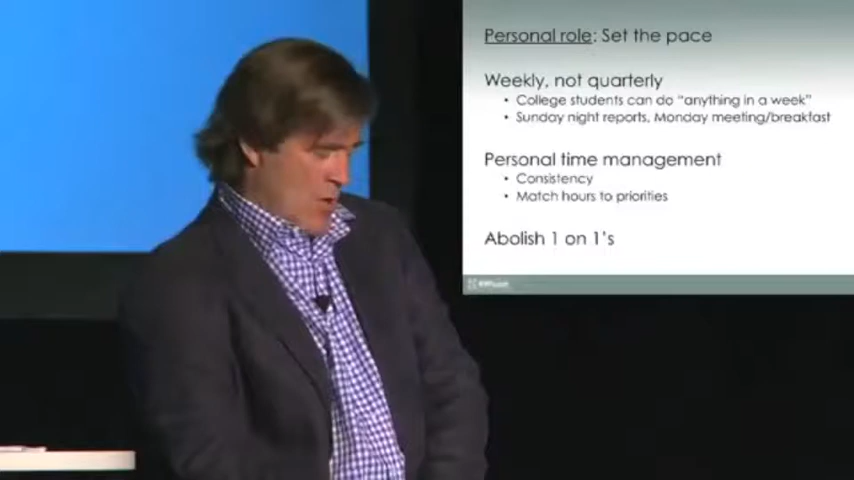 Personal role: Set the pace
Weekly, not quarterly
• College students can do "anything in a week"
• Sunday night reports, Monday meeting/breakfast
Personal time management
• Consistency
• Match hours to priorities
Abolish 1 on 1's